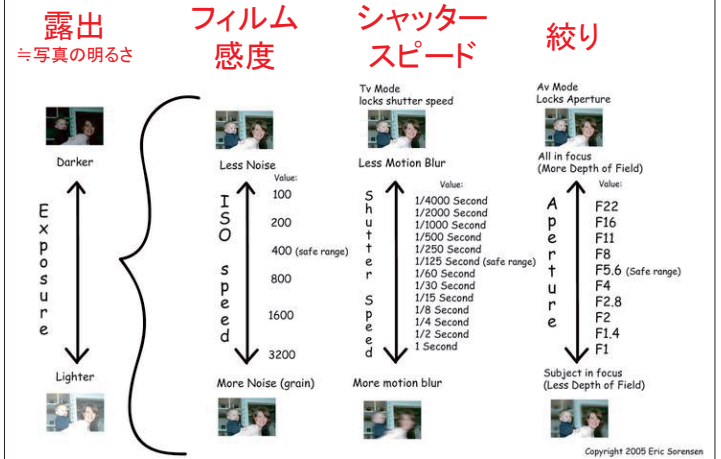 露出
≒写真の明るさ
フィルム
感度
シャッター
スピード
絞り
Darker
Exposure
Lighter
Less Noise
Value:
ISO speed
100
200
400 (safe range)
800
1600
3200
More Noise (grain)
Tv Mode
locks shutter speed
Less Motion Blur
Value:
Shutter Speed
1/4000 Second
1/2000 Second
1/1000 Second
1/500 Second
1/250 Second
1/125 Second (safe range)
1/60 Second
1/30 Second
1/15 Second
1/8 Second
1/4 Second
1/2 Second
1 Second
More motion blur
Av Mode
Locks Aperture
All in focus
(More Depth of Field)
Value:
Aperture
F22
F16
F11
F8
F5.6 (Safe range)
F4
F2.8
F2
F1.4
F1
Subject in focus
(Less Depth of Field)
Copyright 2005 Eric Sorensen